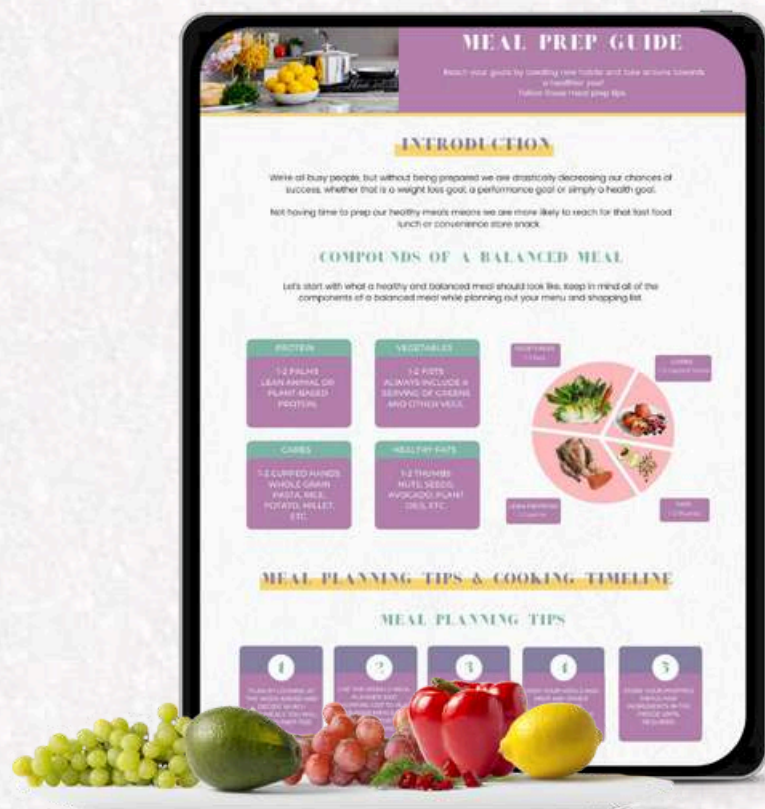 MEAL PREP GUIDE
Reach your goals by creating new habits and take actions towards
a healthier you!
Follow these meal prep tips
INTRODUCTION
We're all busy people, but without being prepared we are drastically decreasing our chances of
success, whether that is a weight loss goal, a performance goal or simply a health goal.
Not having time to prep our healthy meals means we are more likely to reach for that fast food
lunch or convenience store snack.
COMPOUNDS OF A BALANCED MEAL
Let's start with what a healthy and balanced meal should look like. Keep in mind all of the
components of a balanced meal while planning out your menu and shopping list
PROTEIN
1-2 PALMS
LEAN ANIMAL OR
PLANT-BASED
PROTEIN.
VEGETABLES
1-2 FISTS
ALWAYS INCLUDE A
SERVING OF GREENS
AND OTHER VEGS.
CARBS
1-2 CUPPED HANDS
WHOLE GRAIN
PASTA, RICE,
POTATO, MILLET,
ETC.
HEALTHY FATS
1-2 THUMBS
NUTS, SEEDS,
AVOCADO, PLANT
OILS, ETC.
VEGETABLES
CARBS
LEAN PROTEIN
FATS
MEAL PLANNING TIPS & COOKING TIMELINE
MEAL PLANNING TIPS
1
2
3
4
5